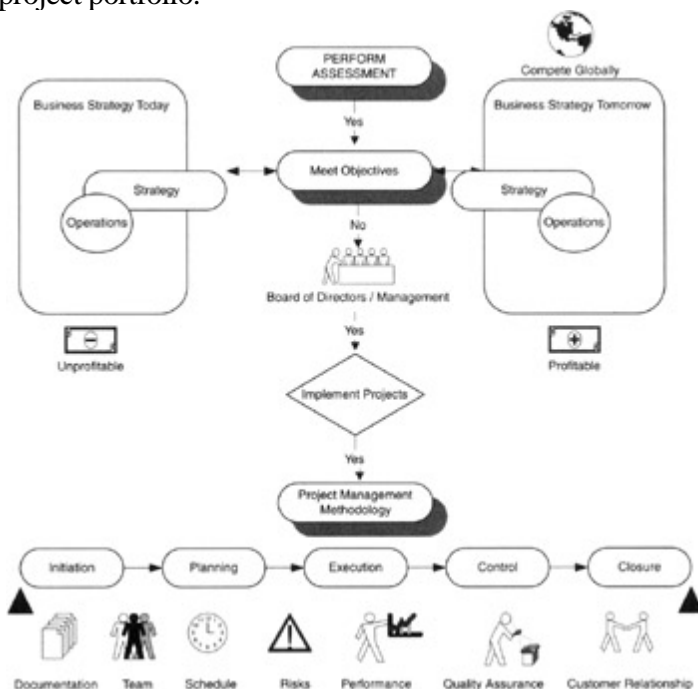 project portfolio.
PERFORM
ASSESSMENT
Compete Globally
Business Strategy Today
Business Strategy Tomorrow
Yes
Meet Objectives
Strategy
Strategy
Operations
Operations
No
Board of Directors / Management
Yes
Unprofitable
Profitable
Implement Projects
Yes
Project Management
Methodology
Initiation
Planning
Execution
Control
Closure
Documentation
Team
Schedule
Risks
Performance
Quality Assurance
Customer Relationship